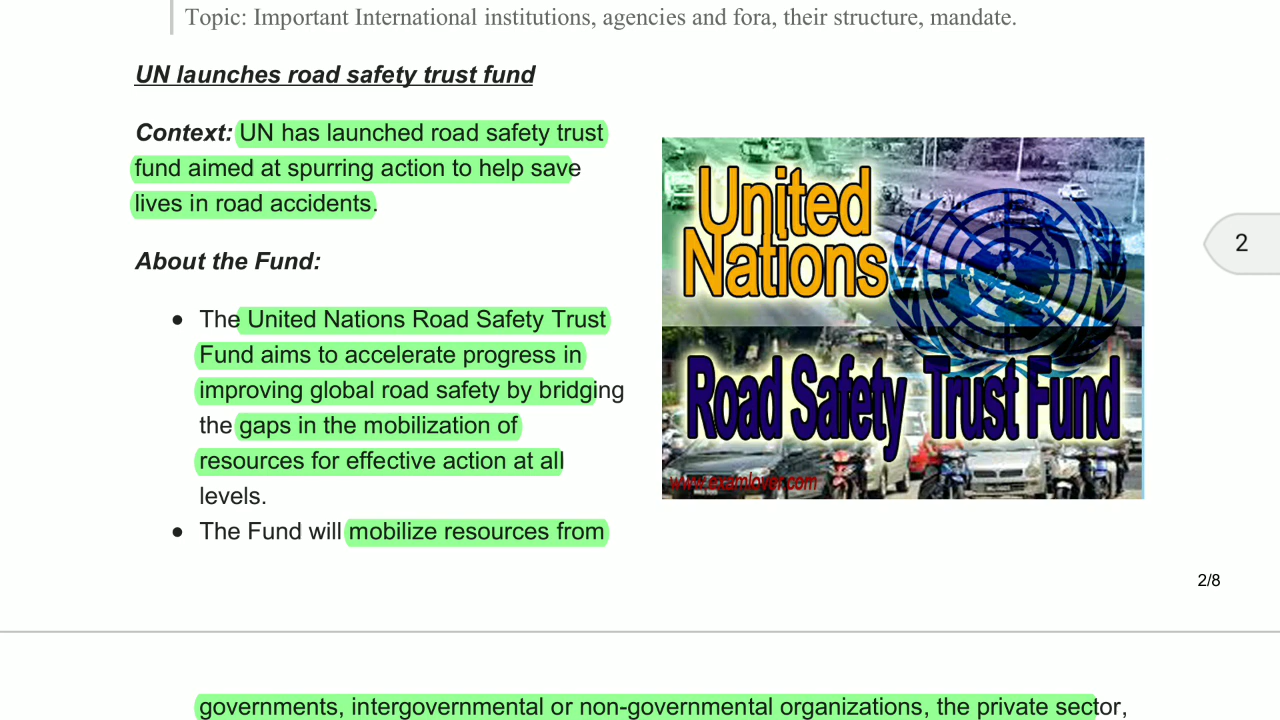 Topic: Important International institutions, agencies and fora, their structure, mandate.
UN launches road safety trust fund
Context: UN has launched road safety trust
fund aimed at spurring action to help save
lives in road accidents.
About the Fund:
● The United Nations Road Safety Trust
Fund aims to accelerate progress in
improving global road safety by bridging
the gaps in the mobilization of
resources for effective action at all
levels.
● The Fund will mobilize resources from
United
Nations
Road Safety Trust Fund
www.examlover.com
2
2/8
governments, intergovernmental or non-governmental organizations, the private sector,